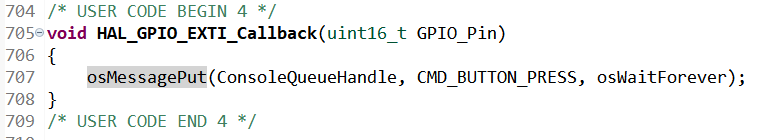 704 /* USER CODE BEGIN 4 */
705 void HAL_GPIO_EXTI_Callback(uint16_t GPIO_Pin)
706 {
707 osMessagePut(ConsoleQueueHandle, CMD_BUTTON_PRESS, osWaitForever);
708 }
709 /* USER CODE END 4 */